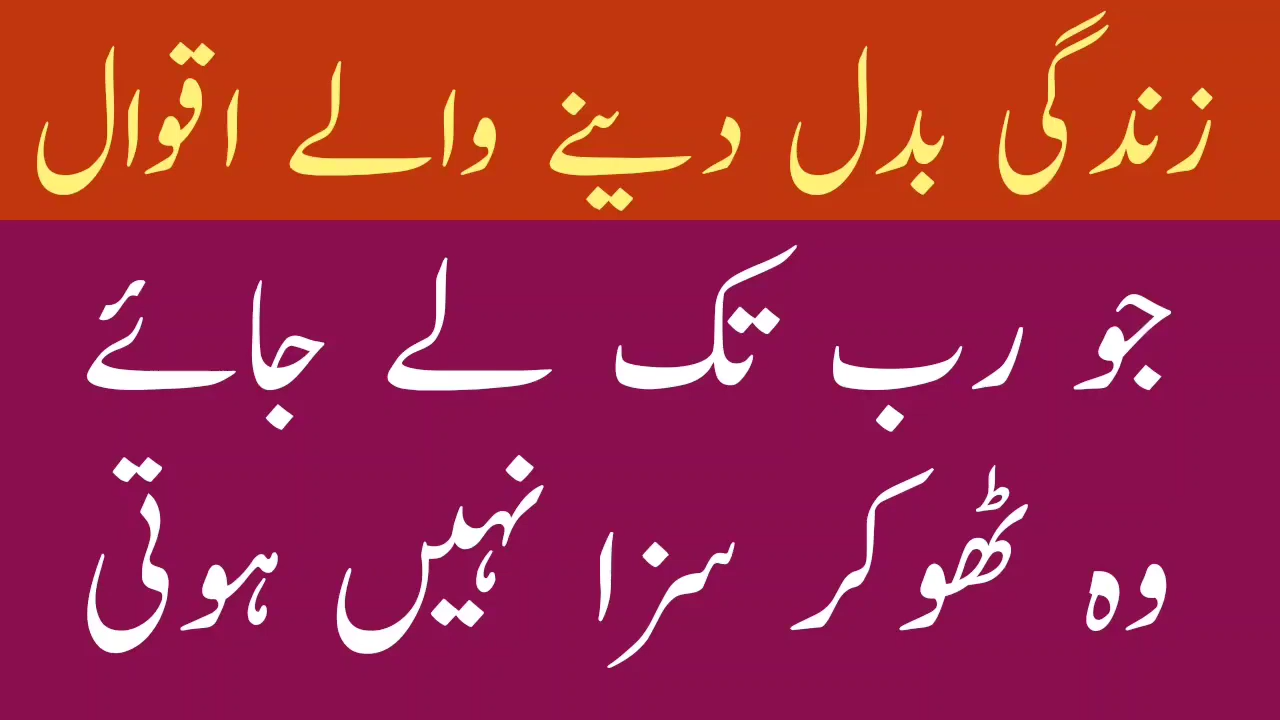 زندگی بدل دینے والے اقوال
جو رب تک لے جائے
وہ ٹھوکر سزا نہیں ہوتی